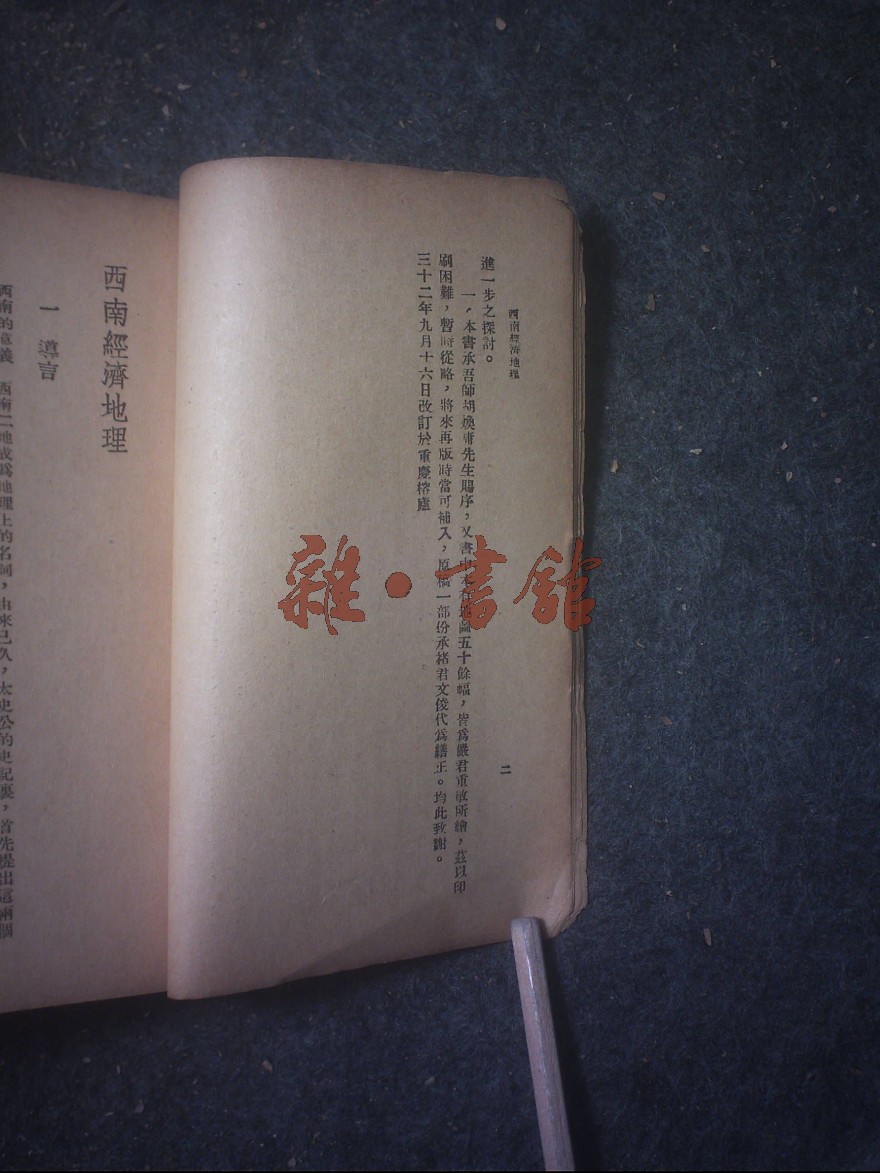 西南經濟地理
二
進一步之探討。
一，本書承吾師胡煥庸先生賜序，又書中本有地圖五十餘幅，皆爲嚴君重敏所繪，茲以印
刷困難，暫時從略，將來再版時當可補入，原稿一部份承褚君文俊代爲繕正。均此致謝。
三十二年九月十六日改訂於重慶榕廬
西南經濟地理
一 導言
西南的意義 西南二地成爲地理上的名詞，由來已久，太史公的史記裏，首先提出這兩個
雜·書館